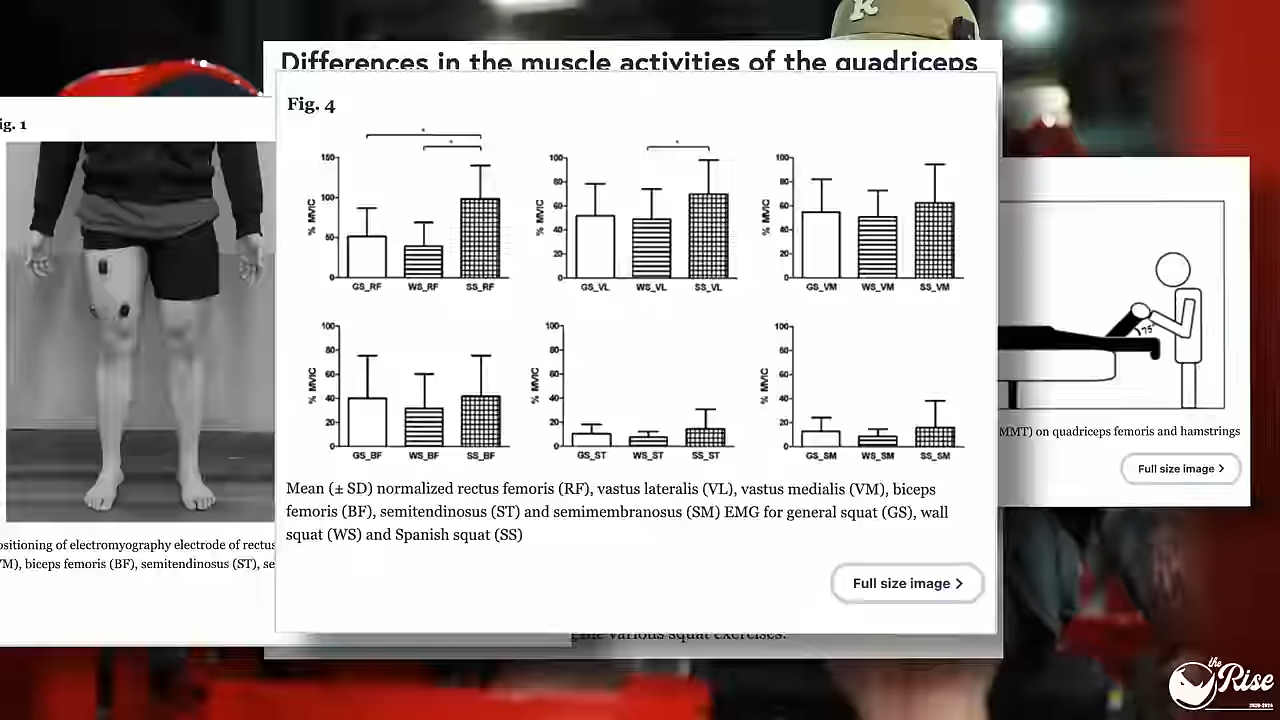 R
Differences in the muscle activities of the quadriceps
Fig. 4
% MVIC
150
100
50
0
GS_RF
WS_RF
SS_RF
*
*
% MVIC
100
80
60
40
20
0
GS_VL
WS_VL
SS_VL
*
% MVIC
100
80
60
40
20
0
GS_VM
WS_VM
SS_VM
% MVIC
100
80
60
40
20
0
GS_BF
WS_BF
SS_BF
% MVIC
100
80
60
40
20
0
GS_ST
WS_ST
SS_ST
% MVIC
100
80
60
40
20
0
GS_SM
WS_SM
SS_SM
Mean (± SD) normalized rectus femoris (RF), vastus lateralis (VL), vastus medialis (VM), biceps
femoris (BF), semitendinosus (ST) and semimembranosus (SM) EMG for general squat (GS), wall
squat (WS) and Spanish squat (SS)
Full size image >
ig. 1
ositioning of electromyography electrode of rectus
M), biceps femoris (BF), semitendinosus (ST), se
75°
MMT) on quadriceps femoris and hamstrings
Full size image >
various squat exercises.
the Rise
2020-2024